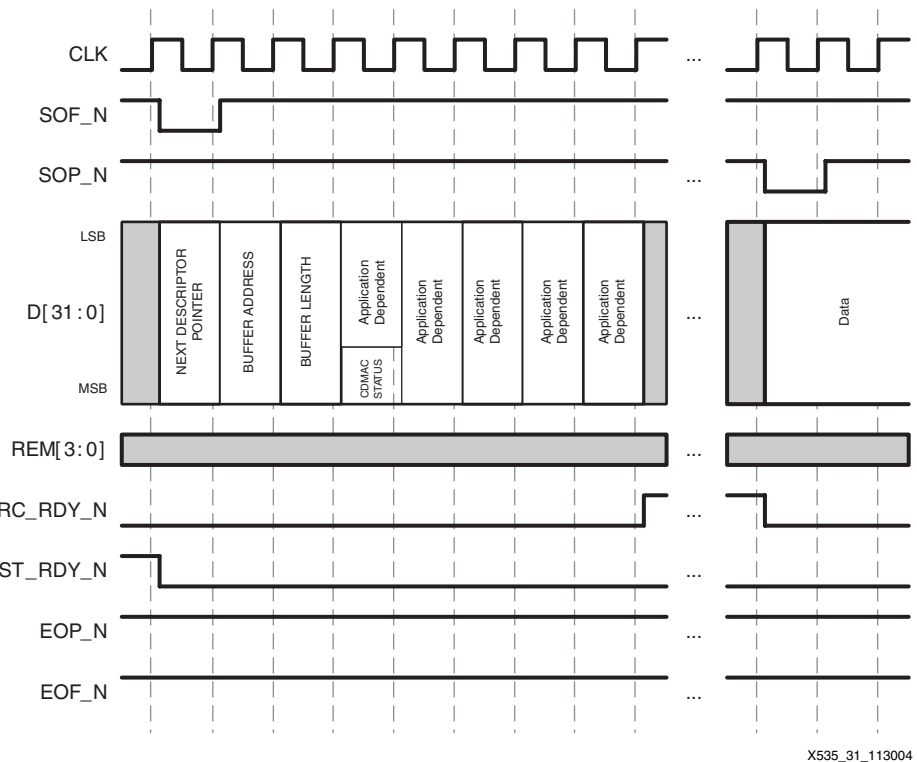 CLK
...
SOF_N
SOP_N
...
LSB
D[31:0]
MSB
NEXT DESCRIPTOR
POINTER
BUFFER ADDRESS
BUFFER LENGTH
Application
Dependent
CDMAC
STATUS
Application
Dependent
Application
Dependent
Application
Dependent
Application
Dependent
...
Data
REM[3:0]
...
RC_RDY_N
...
ST_RDY_N
...
EOP_N
...
EOF_N
...
X535_31_113004